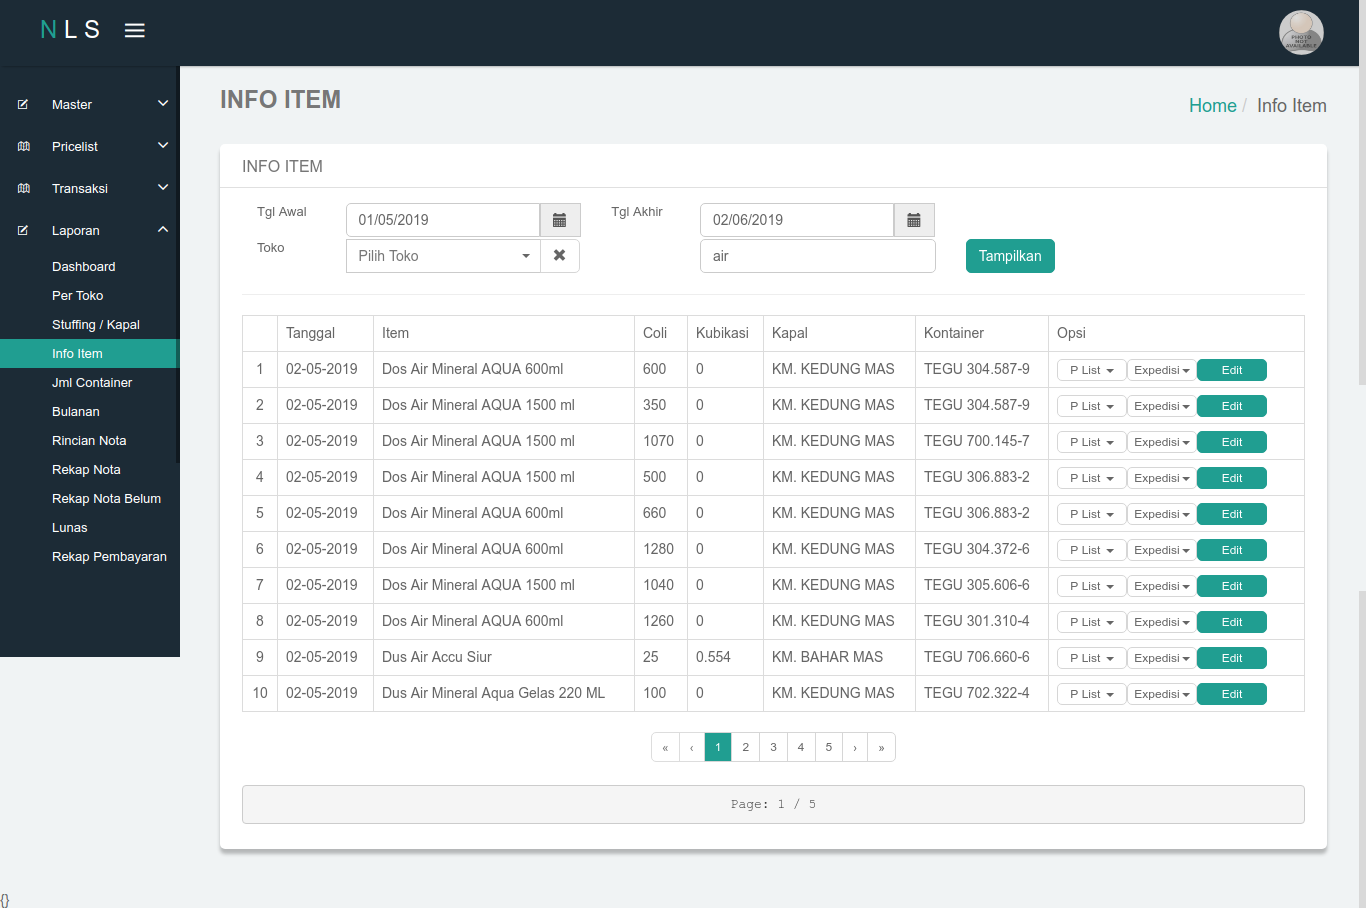 NLS
PHOTO NOT AVAILABLE
Master
Pricelist
Transaksi
Laporan
Dashboard
Per Toko
Stuffing / Kapal
Info Item
Jml Container
Bulanan
Rincian Nota
Rekap Nota
Rekap Nota Belum
Lunas
Rekap Pembayaran
INFO ITEM
Home / Info Item
INFO ITEM
Tgl Awal 01/05/2019 Tgl Akhir 02/06/2019
Toko Pilih Toko air Tampilkan
Tanggal Item Coli Kubikasi Kapal Kontainer Opsi
1 02-05-2019 Dos Air Mineral AQUA 600ml 600 0 KM. KEDUNG MAS TEGU 304.587-9 P List Expedisi Edit
2 02-05-2019 Dos Air Mineral AQUA 1500 ml 350 0 KM. KEDUNG MAS TEGU 304.587-9 P List Expedisi Edit
3 02-05-2019 Dos Air Mineral AQUA 1500 ml 1070 0 KM. KEDUNG MAS TEGU 700.145-7 P List Expedisi Edit
4 02-05-2019 Dos Air Mineral AQUA 1500 ml 500 0 KM. KEDUNG MAS TEGU 306.883-2 P List Expedisi Edit
5 02-05-2019 Dos Air Mineral AQUA 600ml 660 0 KM. KEDUNG MAS TEGU 306.883-2 P List Expedisi Edit
6 02-05-2019 Dos Air Mineral AQUA 600ml 1280 0 KM. KEDUNG MAS TEGU 304.372-6 P List Expedisi Edit
7 02-05-2019 Dos Air Mineral AQUA 1500 ml 1040 0 KM. KEDUNG MAS TEGU 305.606-6 P List Expedisi Edit
8 02-05-2019 Dos Air Mineral AQUA 600ml 1260 0 KM. KEDUNG MAS TEGU 301.310-4 P List Expedisi Edit
9 02-05-2019 Dus Air Accu Siur 25 0.554 KM. BAHAR MAS TEGU 706.660-6 P List Expedisi Edit
10 02-05-2019 Dus Air Mineral Aqua Gelas 220 ML 100 0 KM. KEDUNG MAS TEGU 702.322-4 P List Expedisi Edit
« ‹ 1 2 3 4 5 › »
Page: 1 / 5
{}